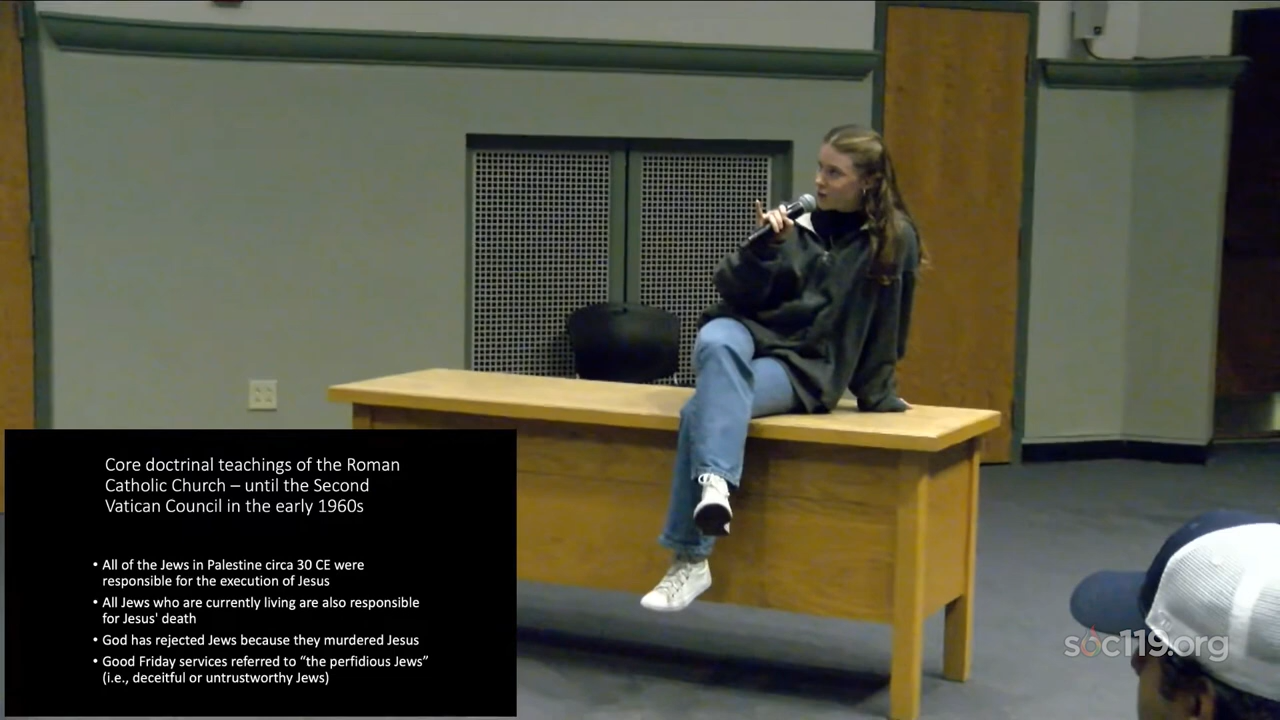 Core doctrinal teachings of the Roman
Catholic Church – until the Second
Vatican Council in the early 1960s
• All of the Jews in Palestine circa 30 CE were
responsible for the execution of Jesus
• All Jews who are currently living are also responsible
for Jesus' death
• God has rejected Jews because they murdered Jesus
• Good Friday services referred to “the perfidious Jews”
(i.e., deceitful or untrustworthy Jews)
soc119.org